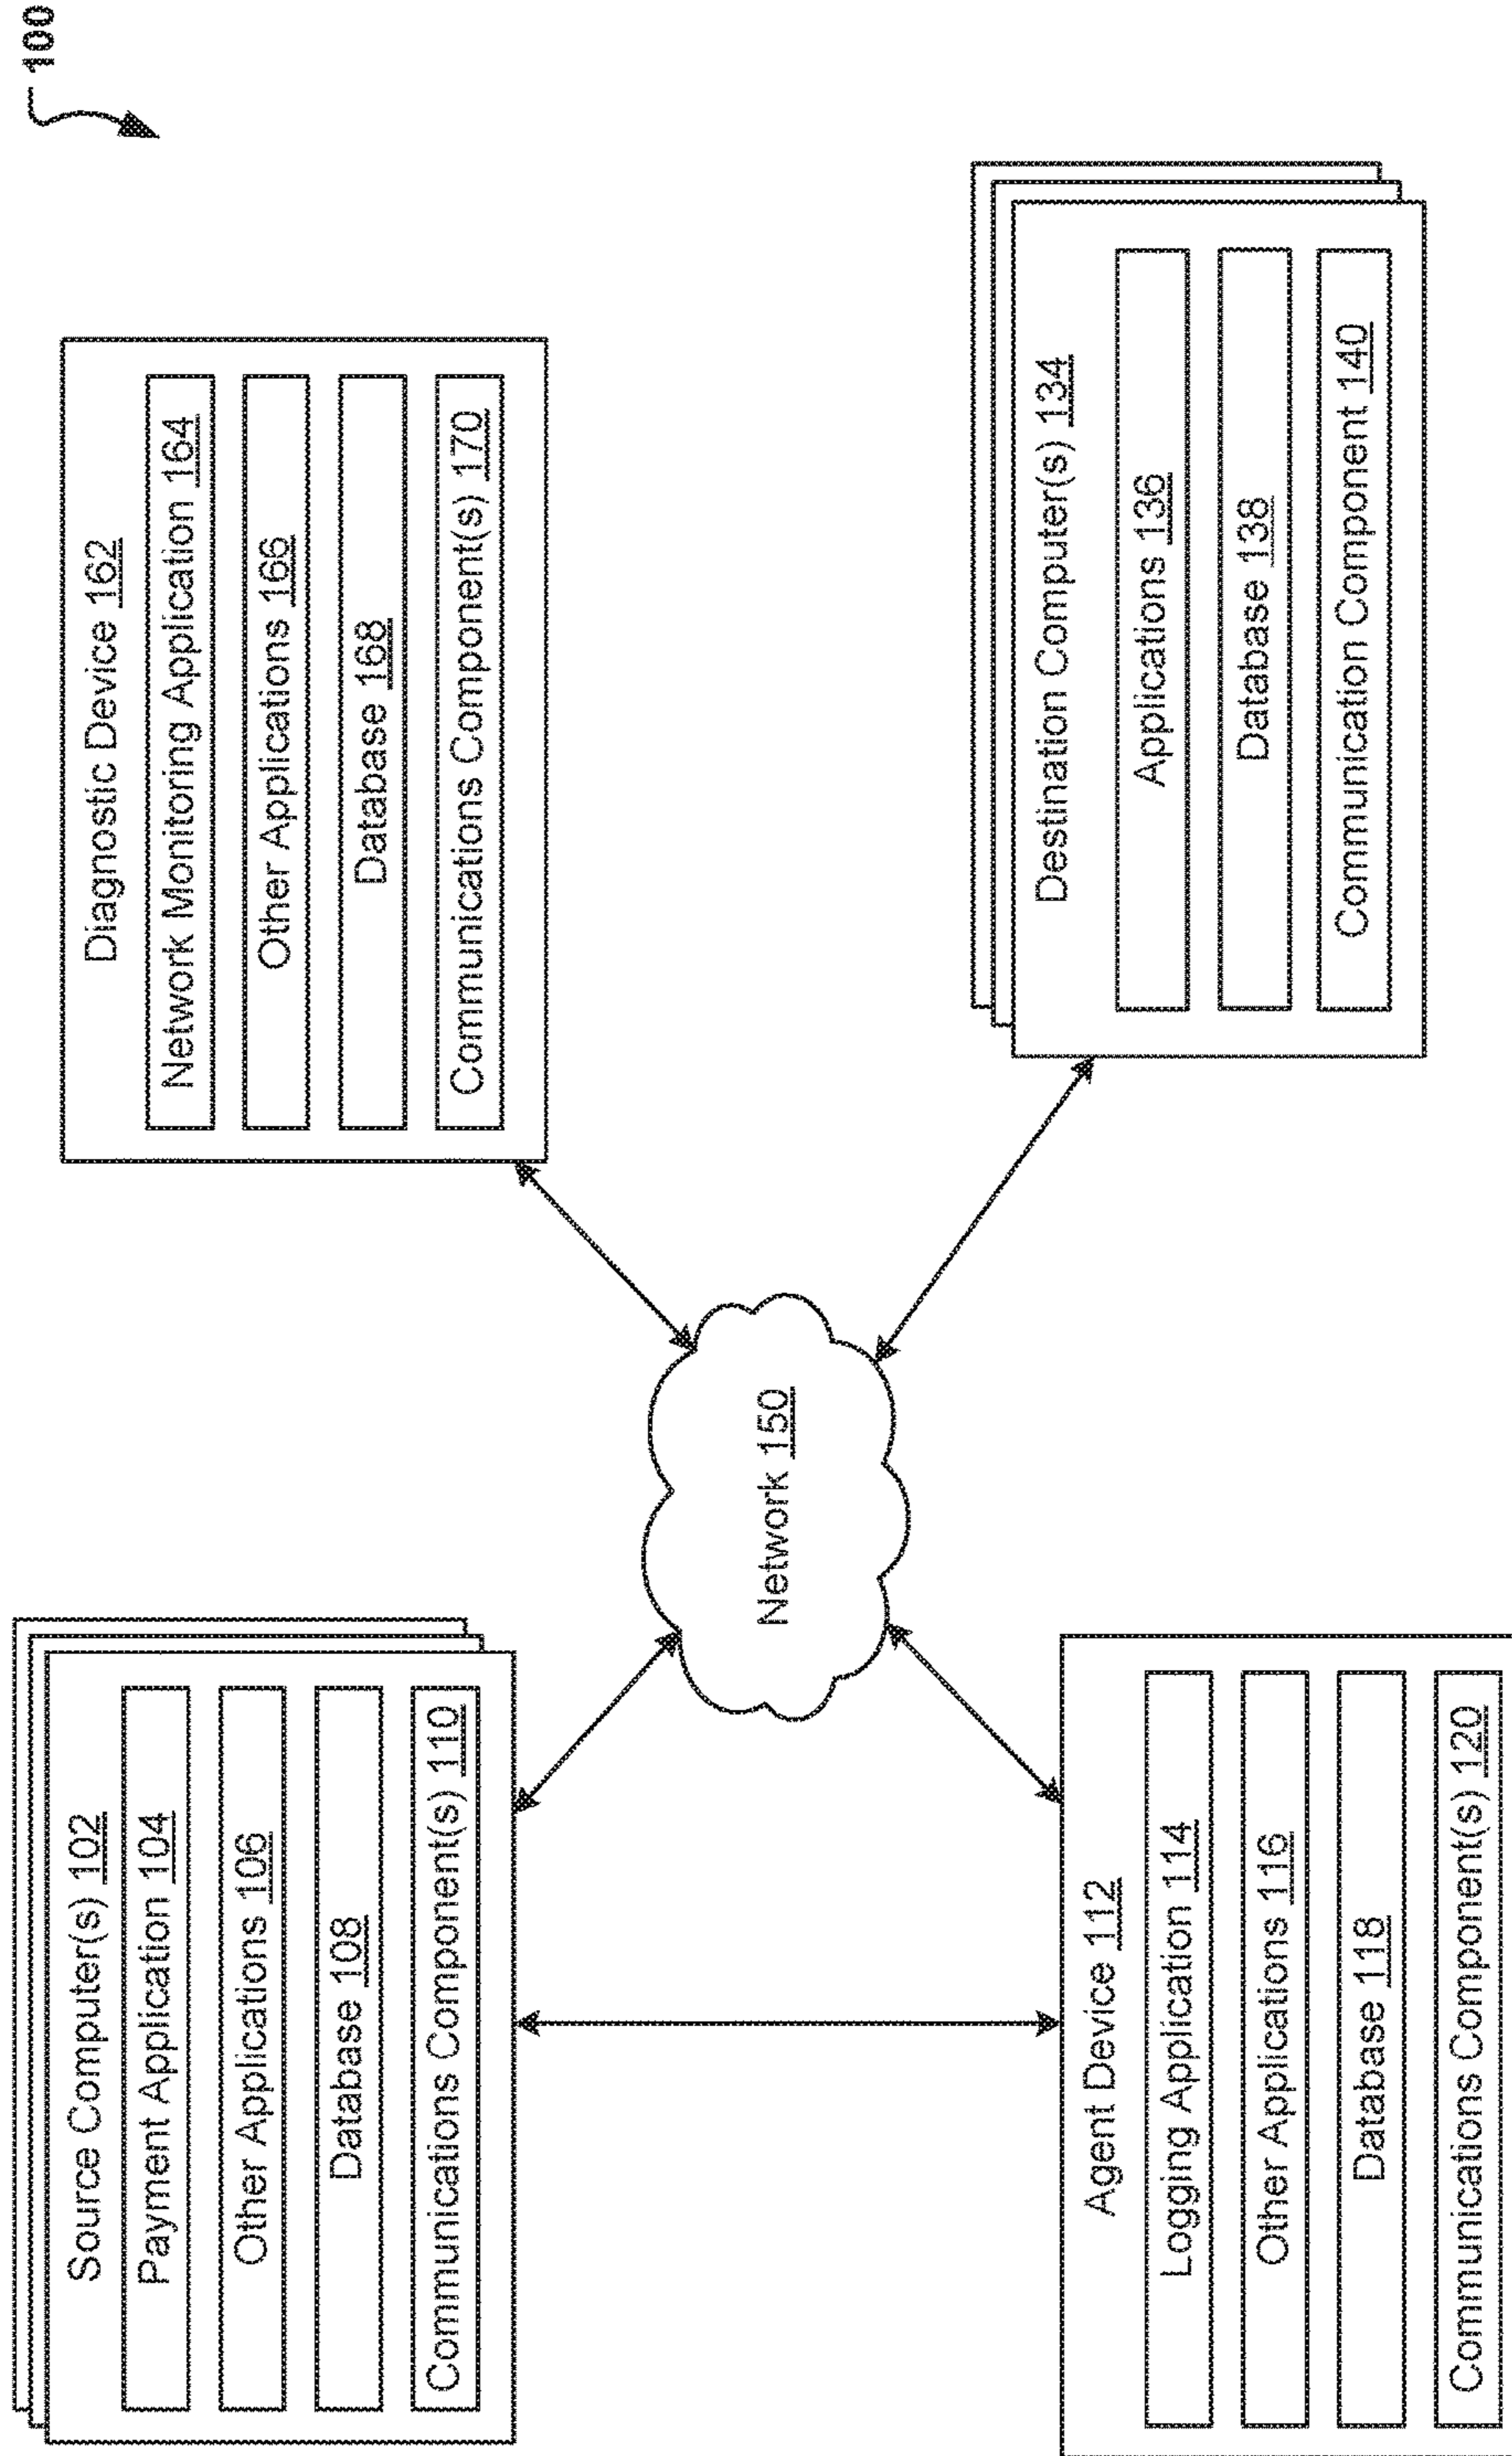 100
Source Computer(s) 102
Payment Application 104
Other Applications 106
Database 108
Communications Component(s) 110
Diagnostic Device 162
Network Monitoring Application 164
Other Applications 166
Database 168
Communications Component(s) 170
Network 150
Agent Device 112
Logging Application 114
Other Applications 116
Database 118
Communications Component(s) 120
Destination Computer(s) 134
Applications 136
Database 138
Communication Component 140